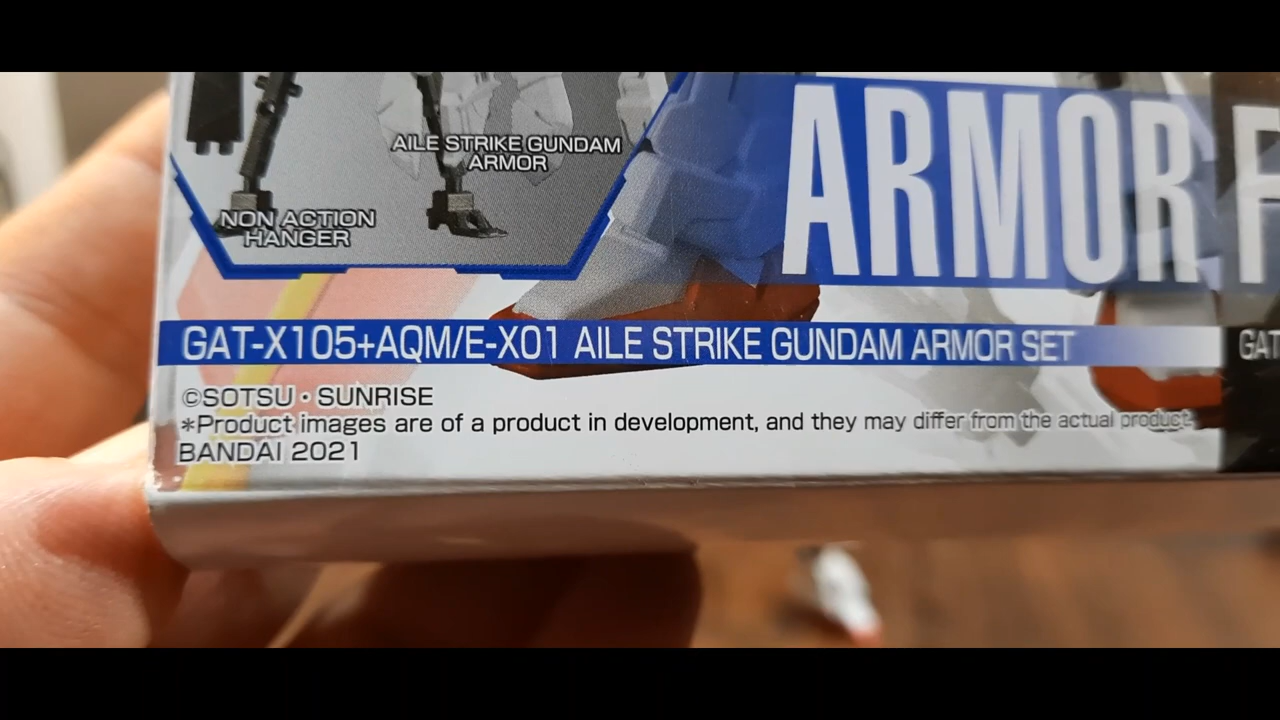 AILE STRIKE GUNDAM
ARMOR
NON ACTION
HANGER
ARMOR F
GAT-X105+AQM/E-X01 AILE STRIKE GUNDAM ARMOR SET
GAT
©SOTSU・SUNRISE
*Product images are of a product in development, and they may differ from the actual product.
BANDAI 2021